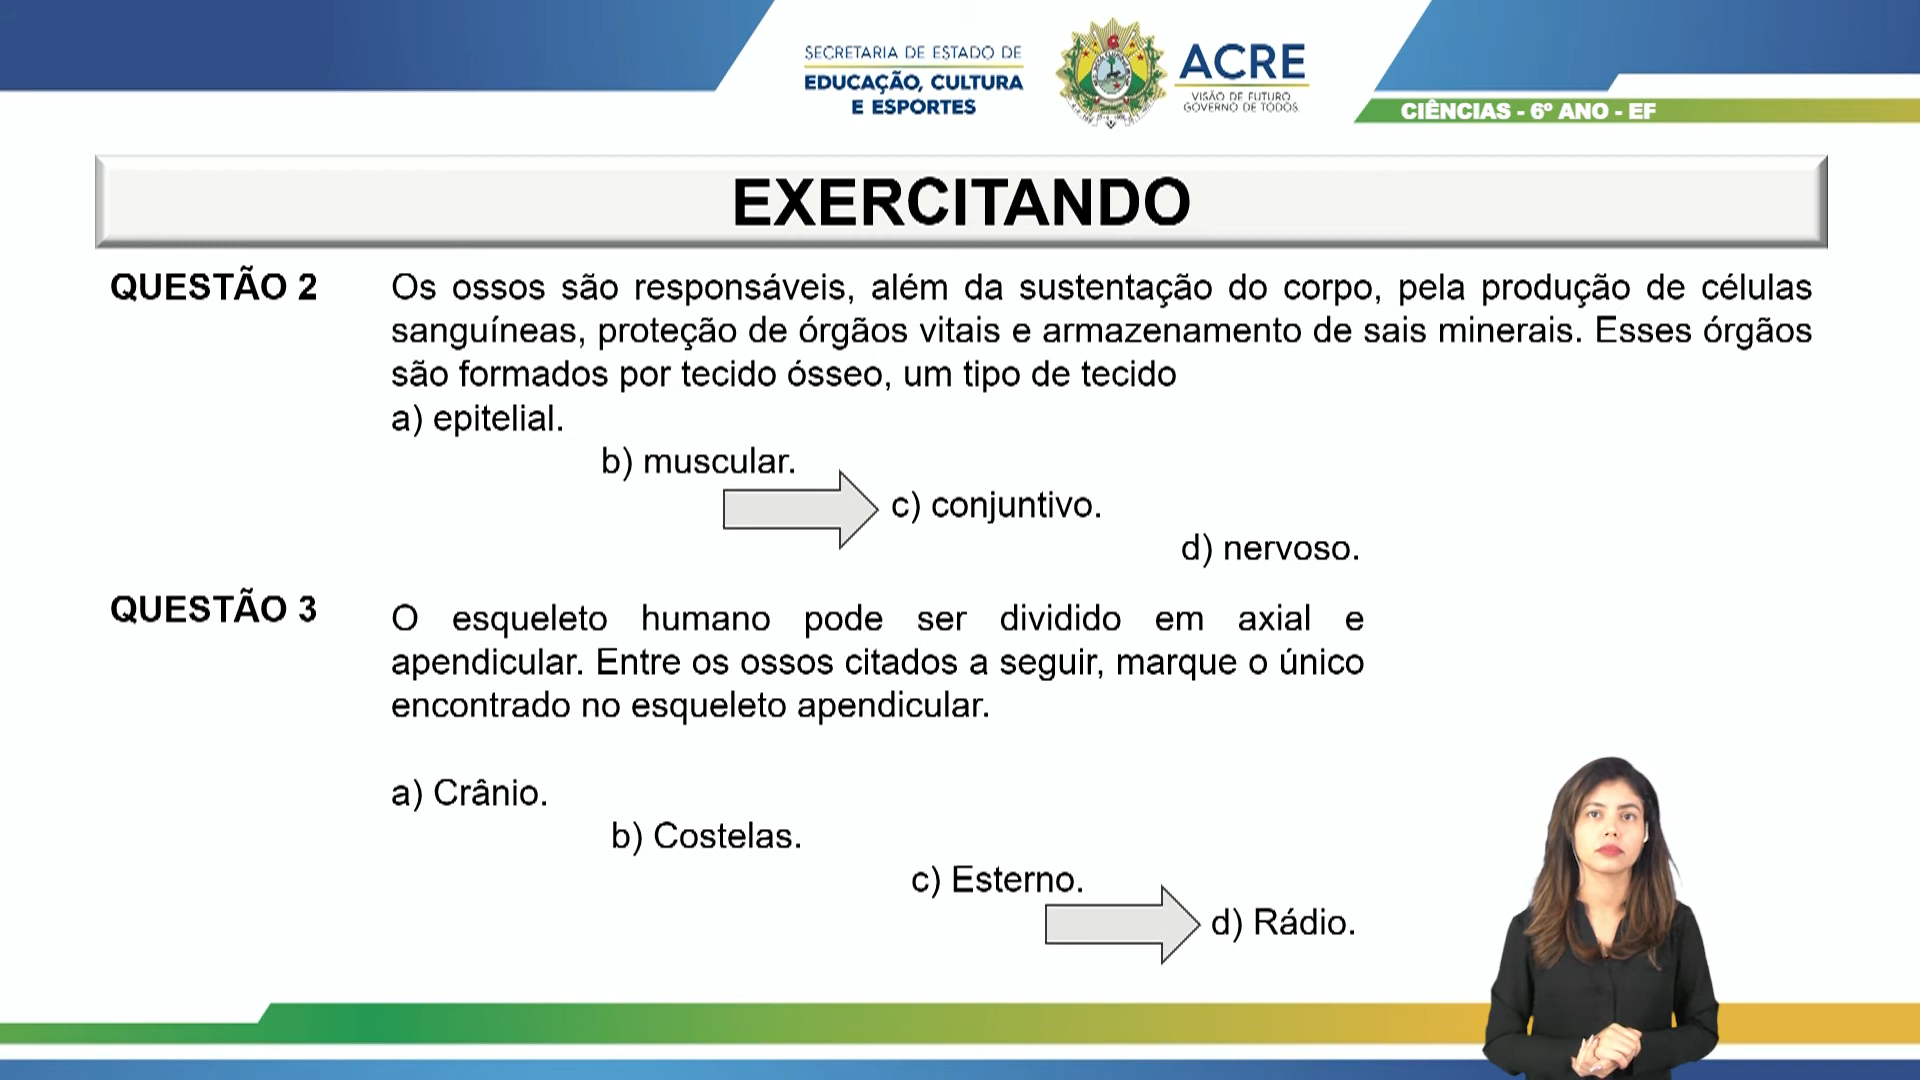 SECRETARIA DE ESTADO DE
EDUCAÇÃO, CULTURA
E ESPORTES
ACRE
VISÃO DE FUTURO
GOVERNO DE TODOS
CIÊNCIAS - 6º ANO - EF
EXERCITANDO
QUESTÃO 2
Os ossos são responsáveis, além da sustentação do corpo, pela produção de células
sanguíneas, proteção de órgãos vitais e armazenamento de sais minerais. Esses órgãos
são formados por tecido ósseo, um tipo de tecido
a) epitelial.
b) muscular.
c) conjuntivo.
d) nervoso.
QUESTÃO 3
O esqueleto humano pode ser dividido em axial e
apendicular. Entre os ossos citados a seguir, marque o único
encontrado no esqueleto apendicular.
a) Crânio.
b) Costelas.
c) Esterno.
d) Rádio.